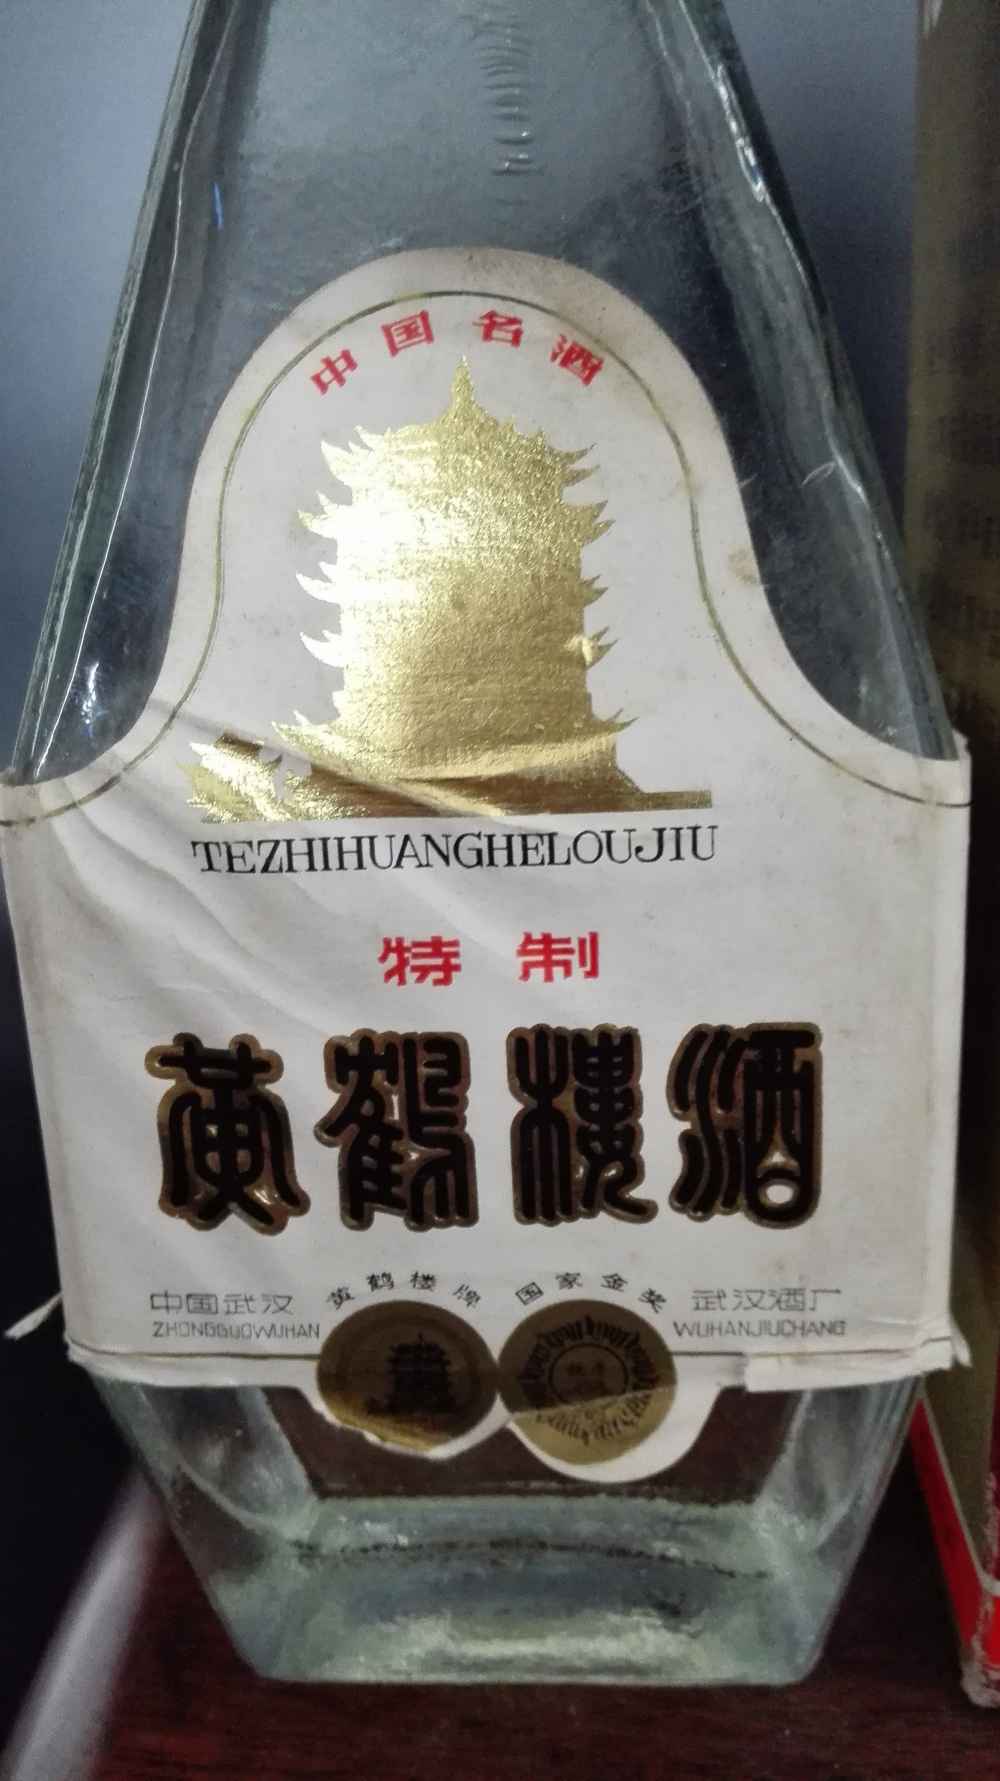 中国名酒
TEZHIHUANGHELOUJIU
特制
黄鹤楼酒
黄鹤楼牌 国家金奖
中国武汉 武汉酒厂
ZHONGGUOWUHAN WUHANJIUCHANG